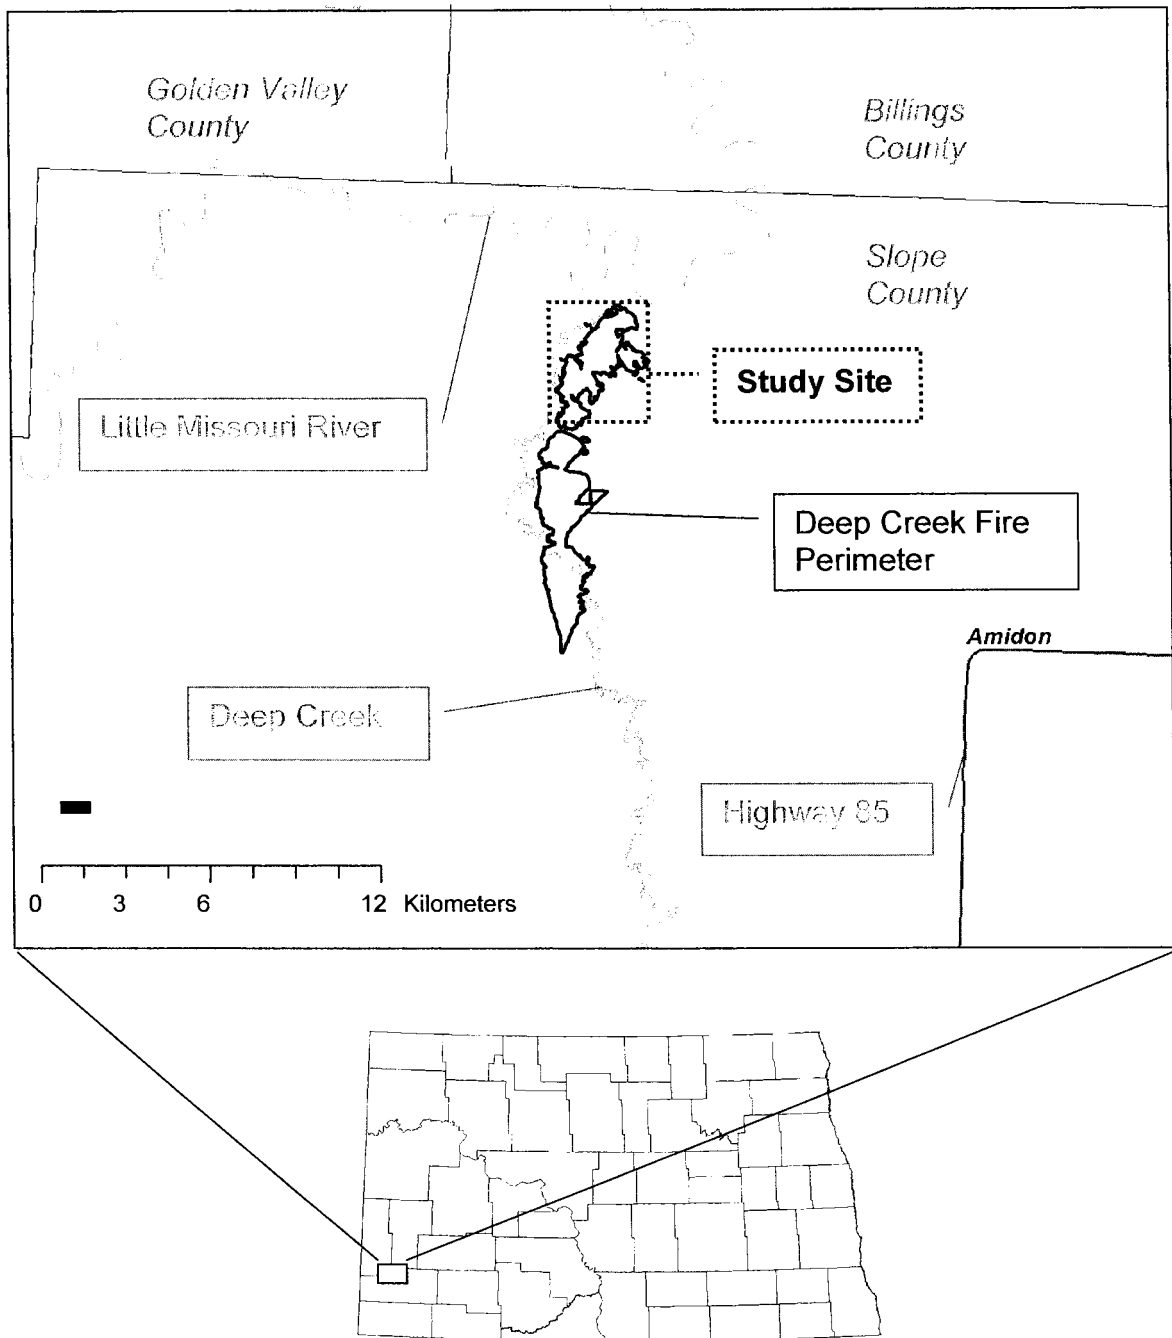 Golden Valley
County
Billings
County
Slope
County
Study Site
Little Missouri River
Deep Creek Fire
Perimeter
Amidon
Deep Creek
Highway 85
0 3 6 12 Kilometers